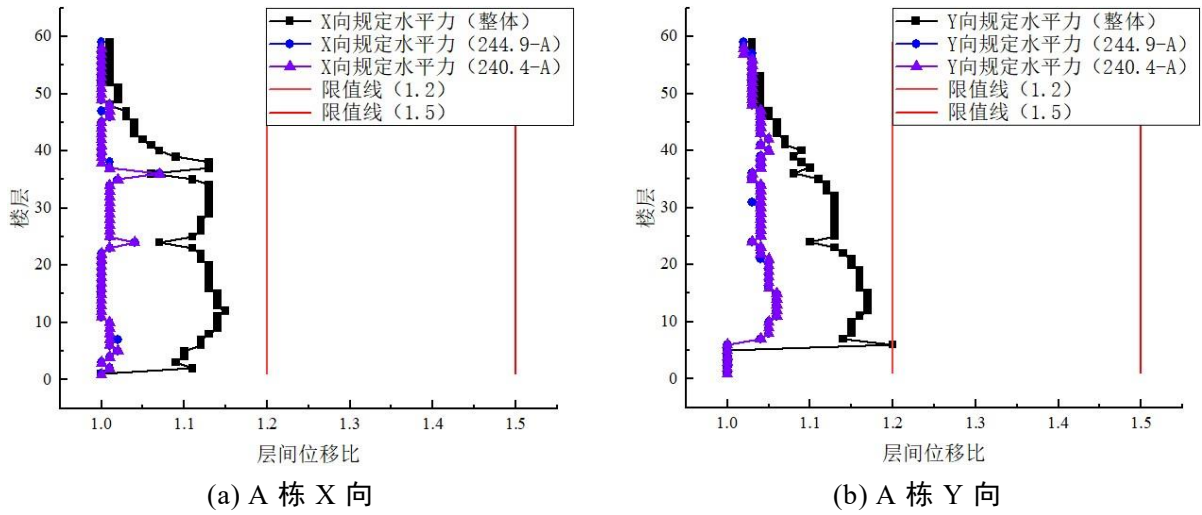 X向规定水平力（整体）
X向规定水平力（244.9-A）
X向规定水平力（240.4-A）
限值线（1.2）
限值线（1.5）
60
50
40
30
20
10
0
楼层
1.0 1.1 1.2 1.3 1.4 1.5
层间位移比
(a) A 栋 X 向
Y向规定水平力（整体）
Y向规定水平力（244.9-A）
Y向规定水平力（240.4-A）
限值线（1.2）
限值线（1.5）
60
50
40
30
20
10
0
楼层
1.0 1.1 1.2 1.3 1.4 1.5
层间位移比
(b) A 栋 Y 向